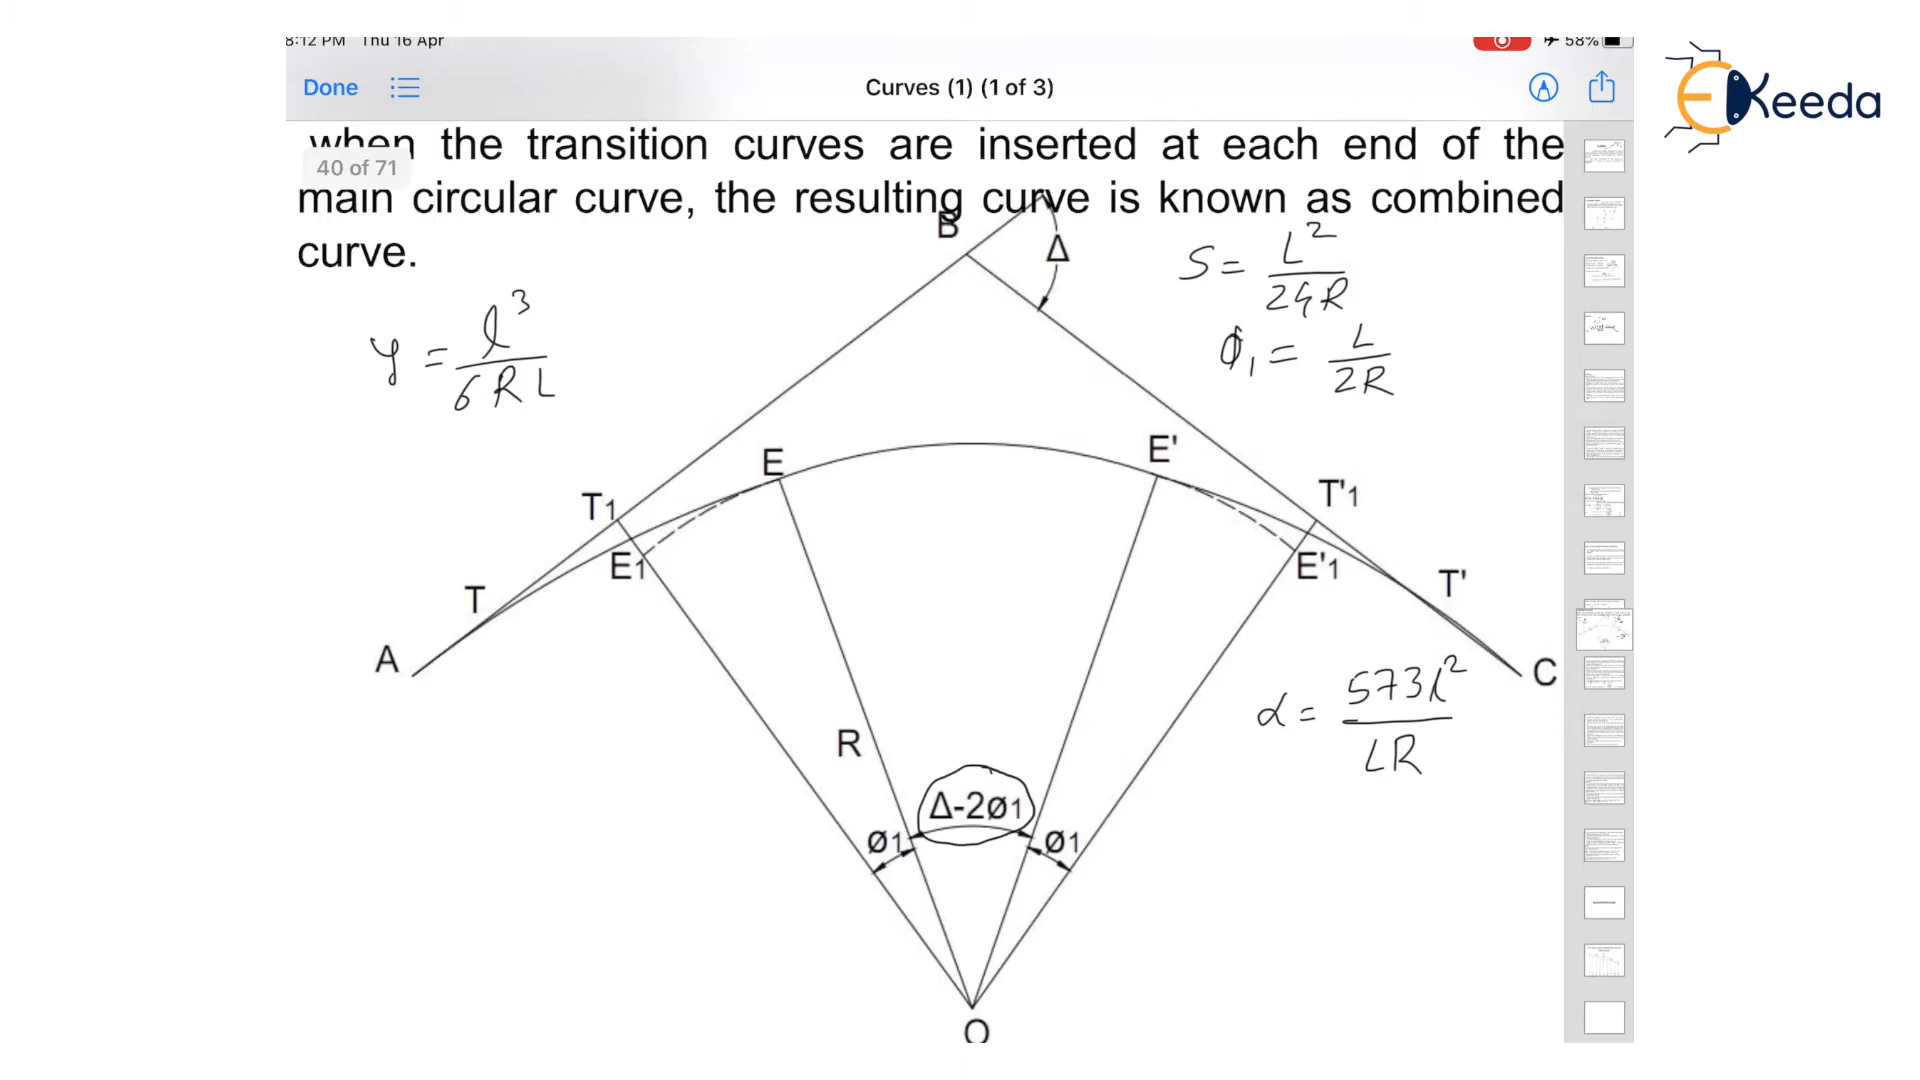 8:12 PM Thu 16 Apr
58%
Done
Curves (1) (1 of 3)
EKeeda
when the transition curves are inserted at each end of the
40 of 71
main circular curve, the resulting curve is known as combined
curve.
B
Δ
S = L²/24R
y = l³/6RL
ø₁ = L/2R
E
E'
T1
T'1
E1
E'1
T
T'
A
C
α = 573l²/LR
R
Δ-2ø1
ø1
ø1
O